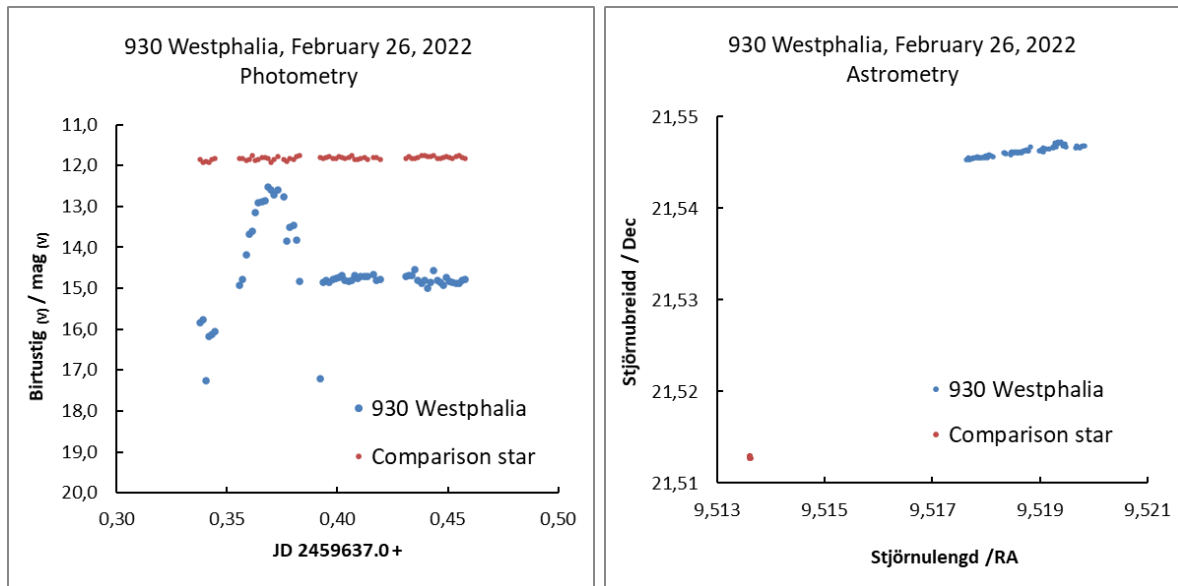 930 Westphalia, February 26, 2022
Photometry
11,0
12,0
13,0
14,0
15,0
16,0
17,0
18,0
19,0
20,0
Birtustig (V) / mag (V)
930 Westphalia
Comparison star
0,30
0,35
0,40
0,45
0,50
JD 2459637.0 +
930 Westphalia, February 26, 2022
Astrometry
21,55
21,54
21,53
21,52
21,51
Stjörnubreidd / Dec
930 Westphalia
Comparison star
9,513
9,515
9,517
9,519
9,521
Stjörnulengd /RA